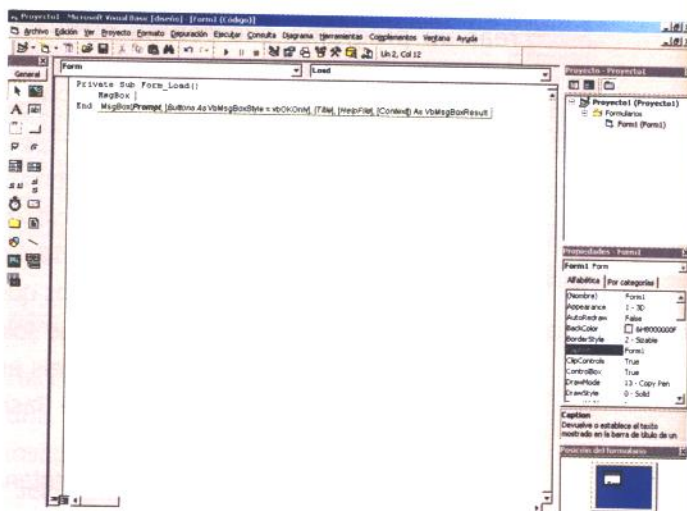 Proyecto1 - Microsoft Visual Basic [diseño] - [Form1 (Código)]
Archivo Edición Ver Proyecto Formato Depuración Ejecutar Consulta Diagrama Herramientas Complementos Ventana Ayuda
Lin 2, Col 12
General
Form
Load
Private Sub Form_Load()
MsgBox
End
MsgBox(Prompt, [Buttons As VbMsgBoxStyle = vbOKOnly], [Title], [HelpFile], [Context]) As VbMsgBoxResult
Proyecto - Proyecto1
Proyecto1 (Proyecto1)
Formularios
Form1 (Form1)
Propiedades - Form1
Form1 Form
Alfabética
Por categorías
(Nombre) Form1
Appearance 1 - 3D
AutoRedraw False
BackColor &H8000000F
BorderStyle 2 - Sizable
Form1
ClipControls True
ControlBox True
DrawMode 13 - Copy Pen
DrawStyle 0 - Solid
Caption
Devuelve o establece el texto
mostrado en la barra de título de un
Posición del formulario